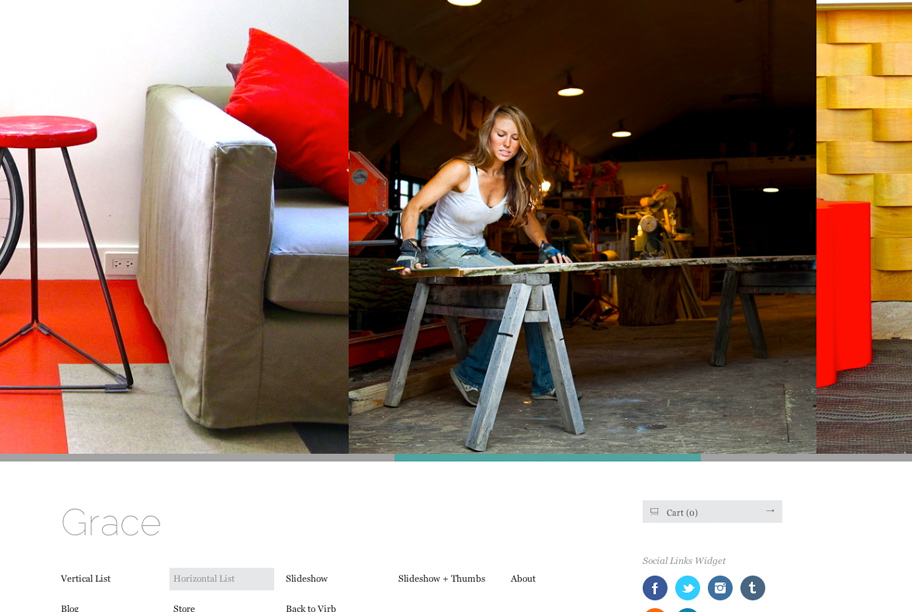 Grace
Cart (0)
Social Links Widget
Vertical List
Horizontal List
Slideshow
Slideshow + Thumbs
About
Blog
Store
Back to Virb